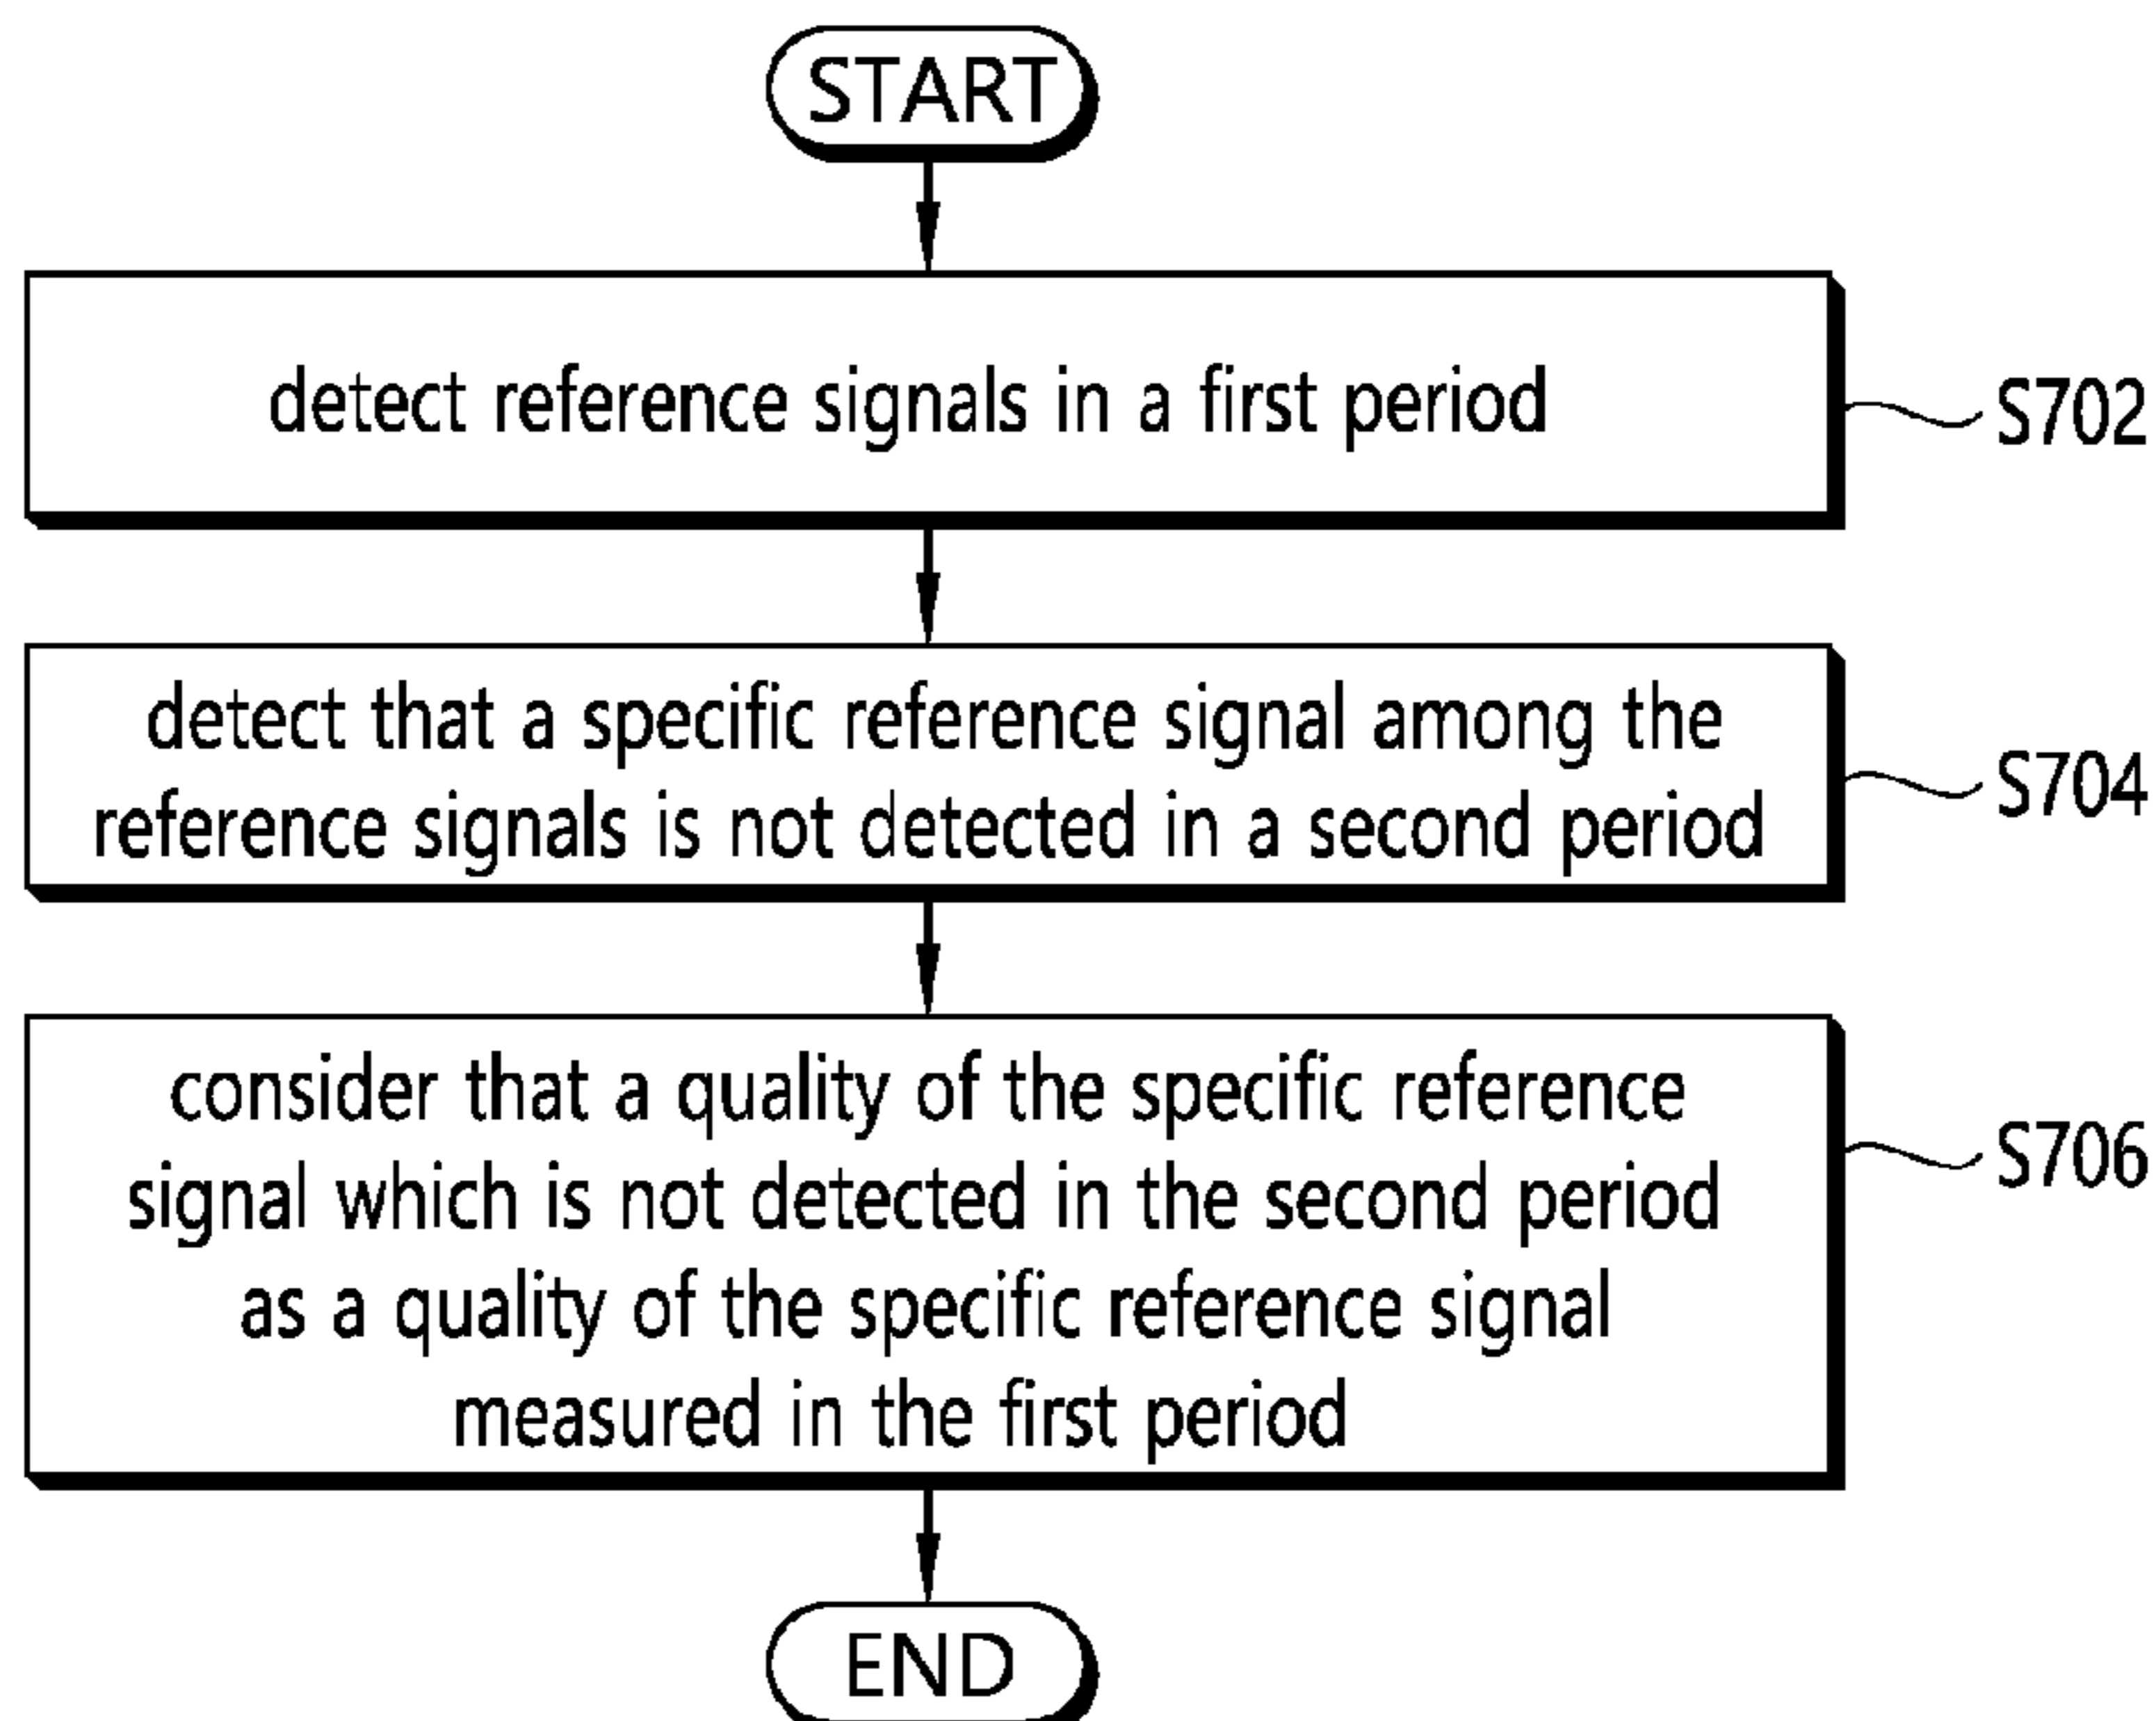 START
detect reference signals in a first period
S702
detect that a specific reference signal among the
reference signals is not detected in a second period
S704
consider that a quality of the specific reference
signal which is not detected in the second period
as a quality of the specific reference signal
measured in the first period
S706
END